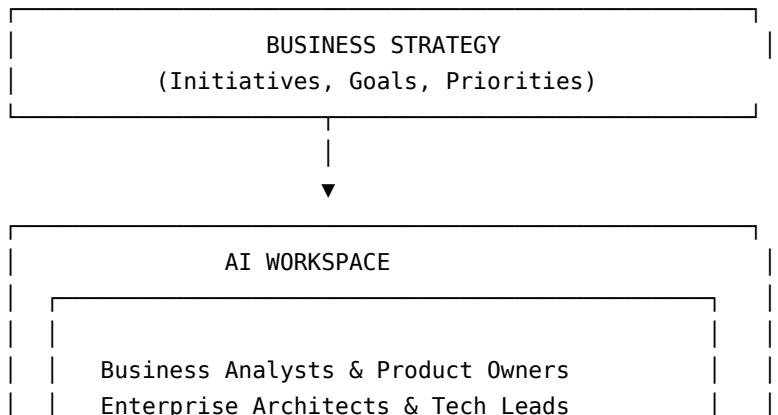 BUSINESS STRATEGY
(Initiatives, Goals, Priorities)
AI WORKSPACE
Business Analysts & Product Owners
Enterprise Architects & Tech Leads